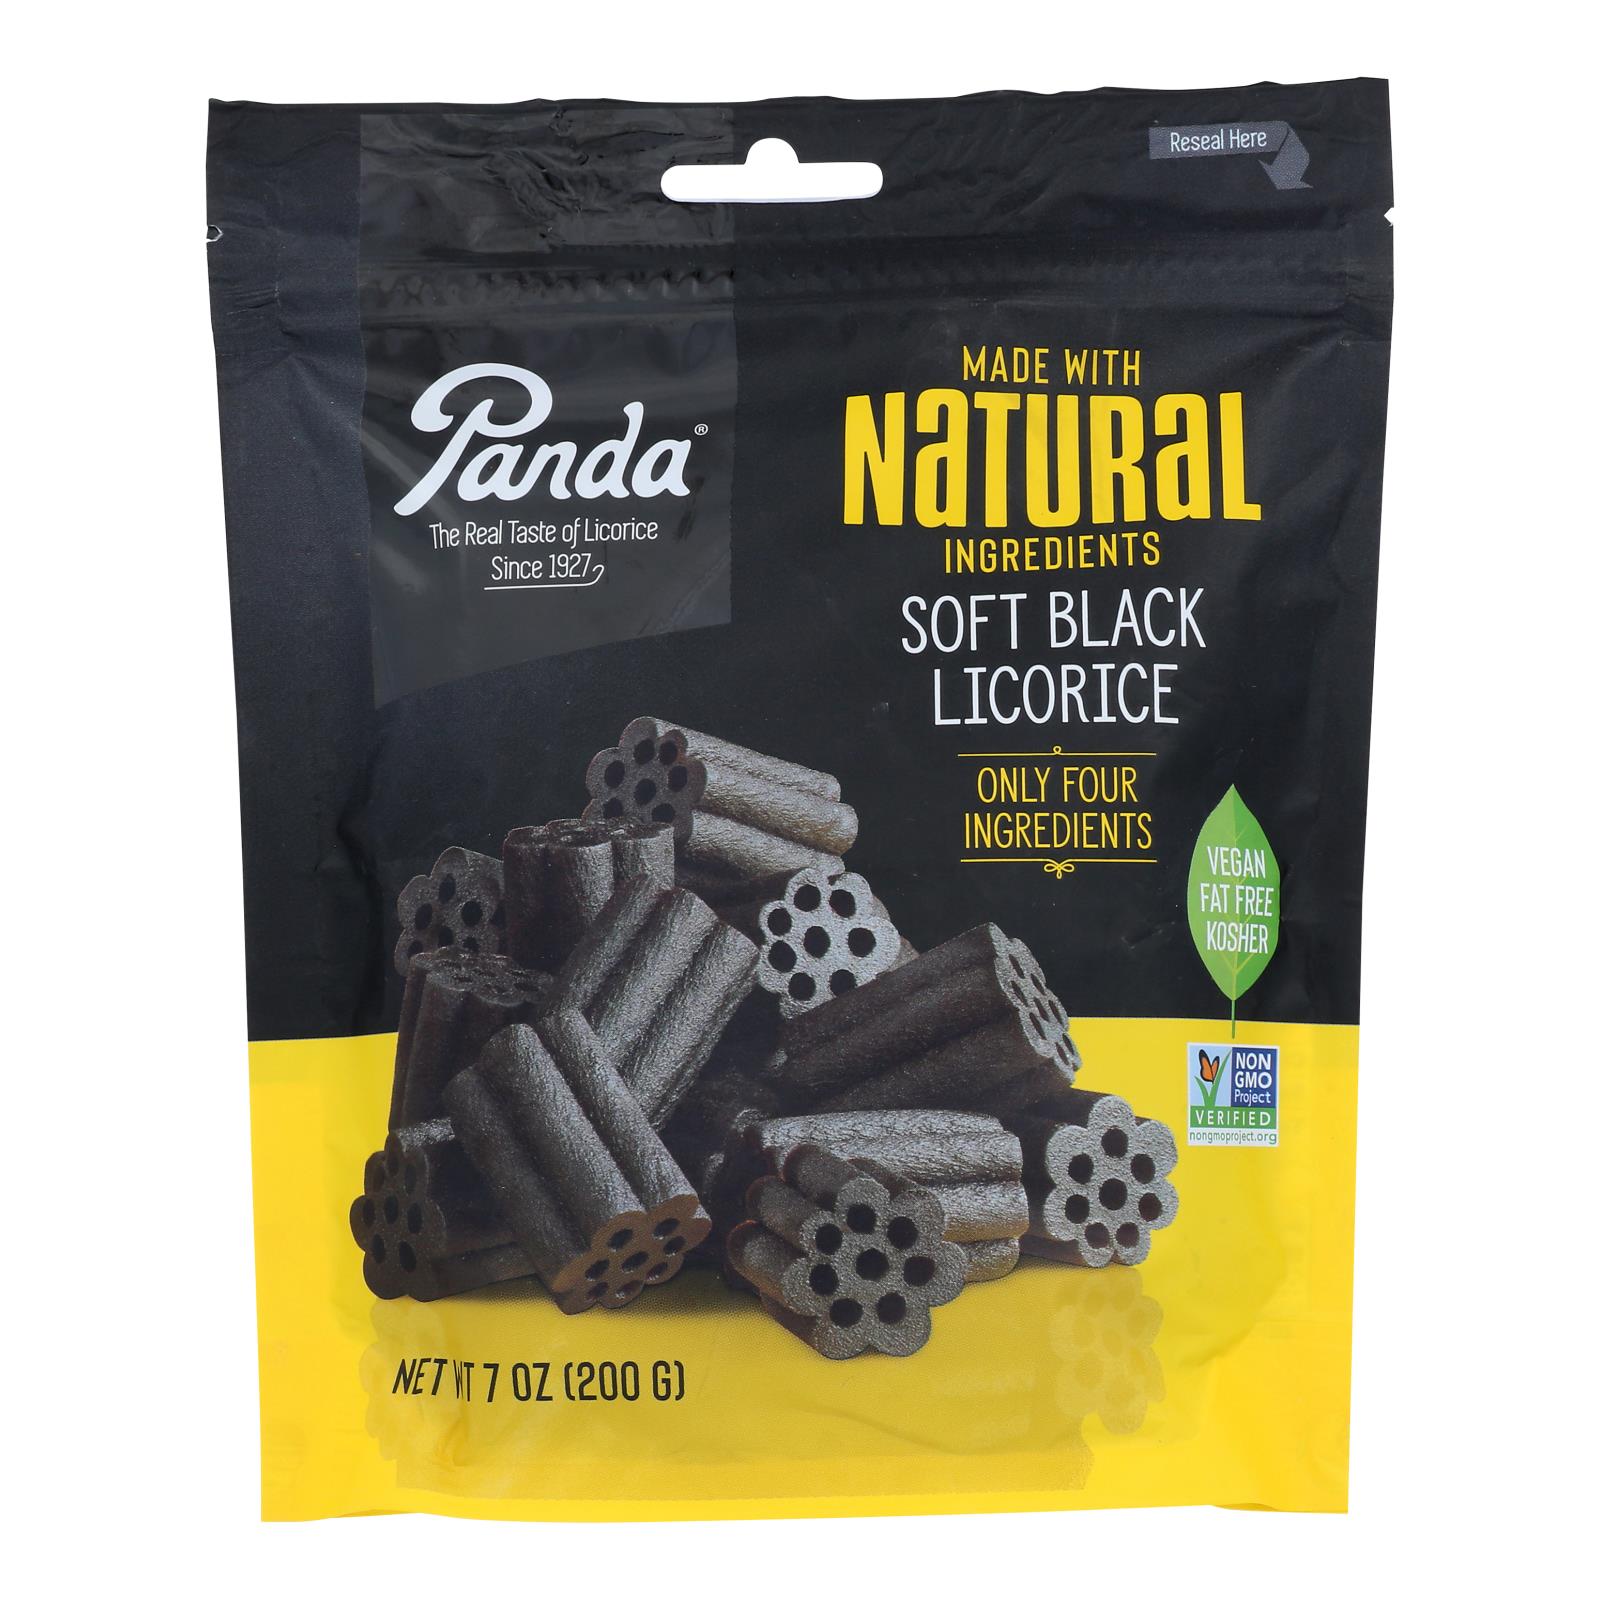 Reseal Here
Panda®
The Real Taste of Licorice
Since 1927
MADE WITH
NaTURaL
INGREDIENTS
SOFT BLACK
LICORICE
ONLY FOUR
INGREDIENTS
VEGAN
FAT FREE
KOSHER
NON
GMO
Project
VERIFIED
nongmoproject.org
NET WT 7 OZ (200 G)